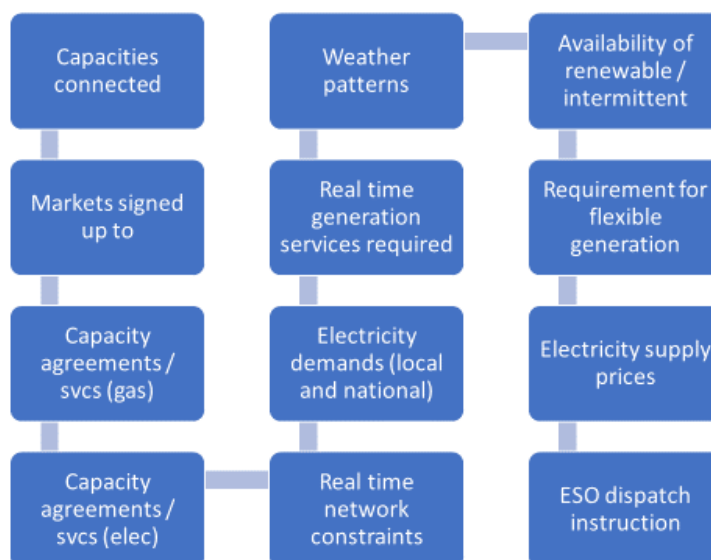 Capacities
connected
Markets signed
up to
Capacity
agreements /
svcs (gas)
Capacity
agreements /
svcs (elec)
Real time
network
constraints
Electricity
demands (local
and national)
Real time
generation
services required
Weather
patterns
Availability of
renewable /
intermittent
Requirement for
flexible
generation
Electricity supply
prices
ESO dispatch
instruction